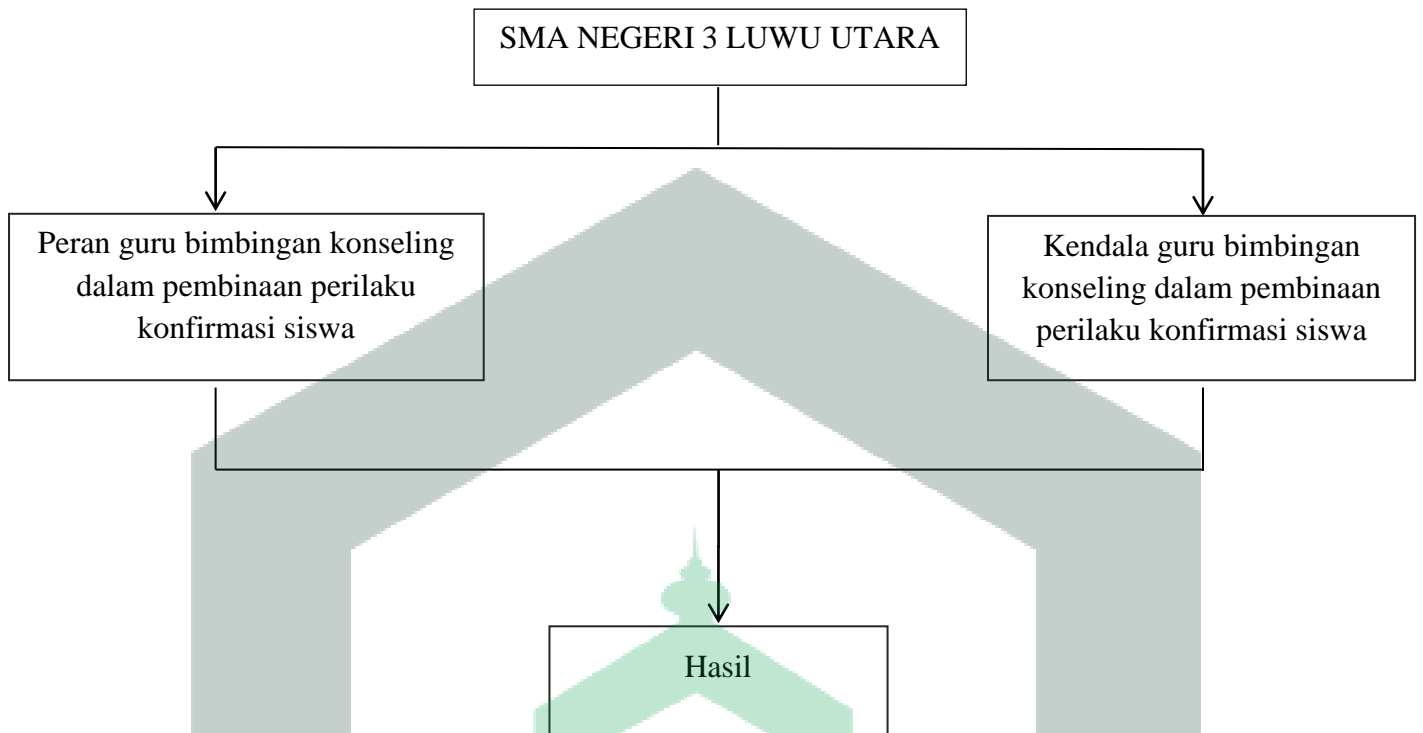 SMA NEGERI 3 LUWU UTARA
Peran guru bimbingan konseling
dalam pembinaan perilaku
konfirmasi siswa
Kendala guru bimbingan
konseling dalam pembinaan
perilaku konfirmasi siswa
Hasil